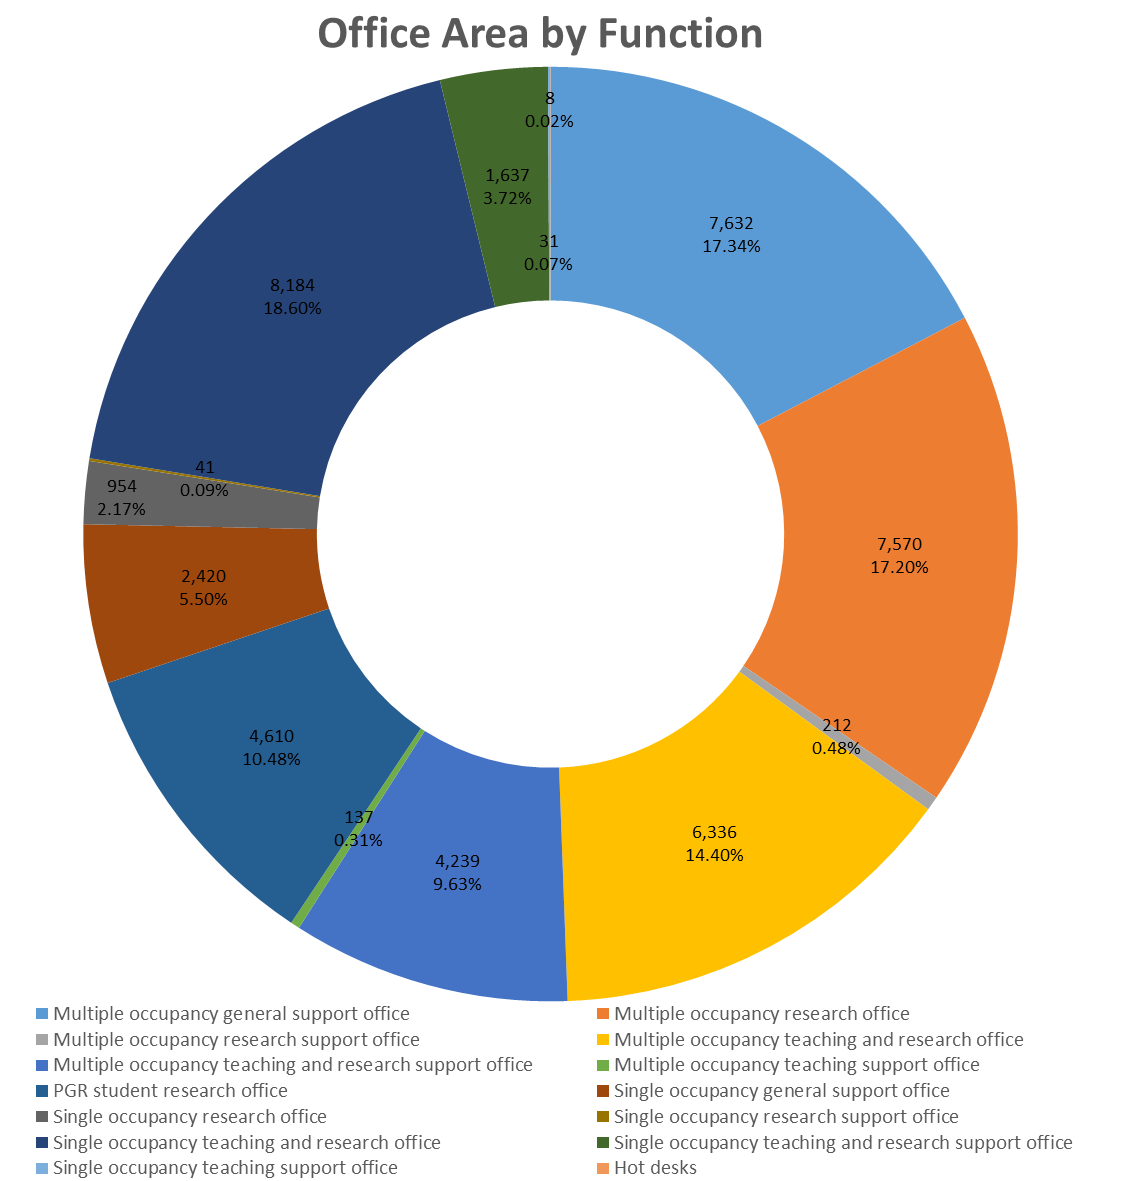 Office Area by Function
8
0.02%
1,637
3.72%
7,632
17.34%
31
0.07%
8,184
18.60%
41
0.09%
954
2.17%
7,570
17.20%
2,420
5.50%
212
0.48%
4,610
10.48%
137
0.31%
6,336
14.40%
4,239
9.63%
Multiple occupancy general support office
Multiple occupancy research office
Multiple occupancy research support office
Multiple occupancy teaching and research office
Multiple occupancy teaching and research support office
Multiple occupancy teaching support office
PGR student research office
Single occupancy general support office
Single occupancy research office
Single occupancy research support office
Single occupancy teaching and research office
Single occupancy teaching and research support office
Single occupancy teaching support office
Hot desks